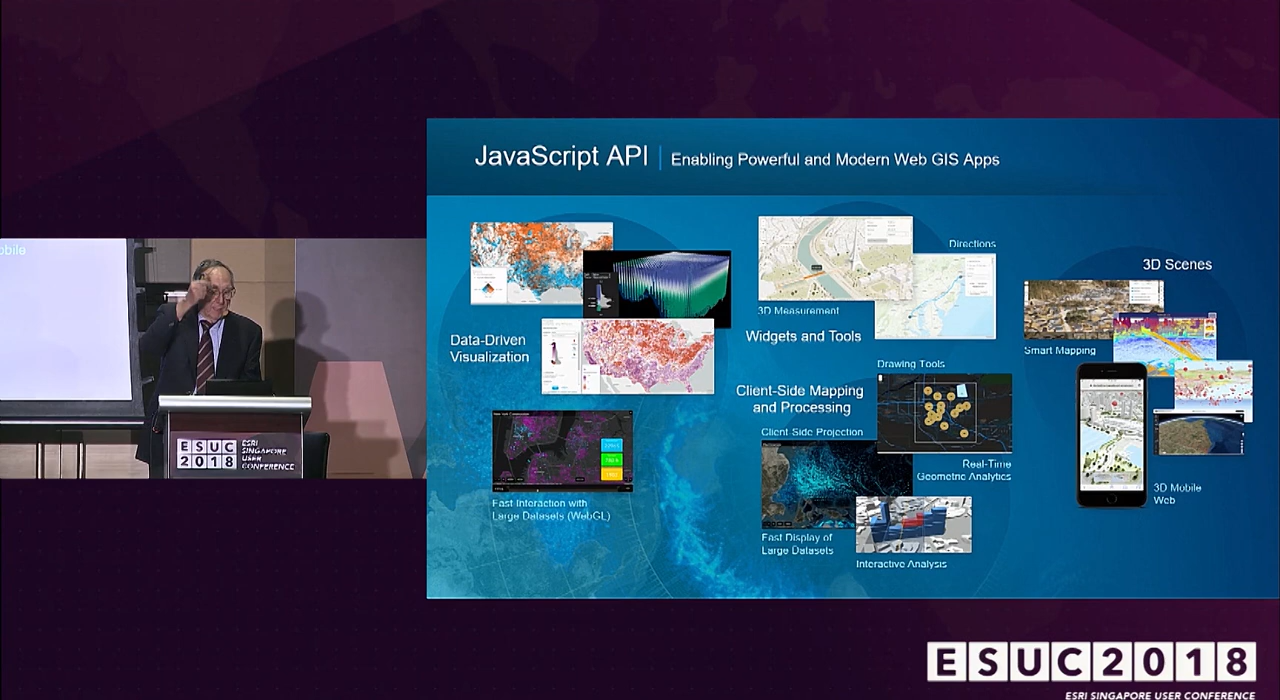 obile
ESUC
2018
ESRI
SINGAPORE
USER
CONFERENCE
JavaScript API | Enabling Powerful and Modern Web GIS Apps
Data-Driven
Visualization
Fast Interaction with
Large Datasets (WebGL)
Directions
3D Measurement
Widgets and Tools
Drawing Tools
Client-Side Mapping
and Processing
Client-Side Projection
Real-Time
Geometric Analytics
Fast Display of
Large Datasets
Interactive Analysis
3D Scenes
Smart Mapping
3D Mobile
Web
ESUC2018
ESRI SINGAPORE USER CONFERENCE